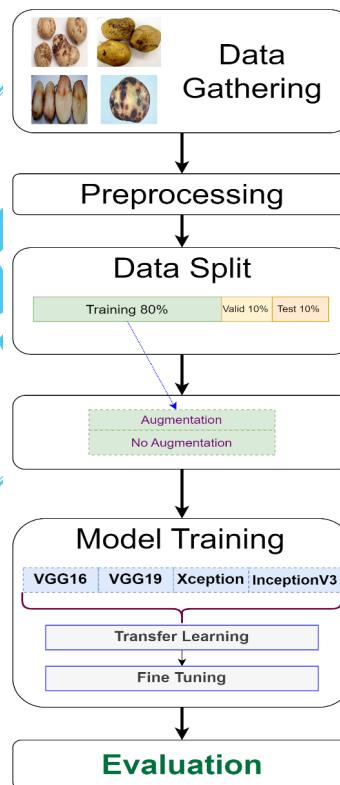 Data
Gathering
Preprocessing
Data Split
Training 80% Valid 10% Test 10%
Augmentation
No Augmentation
Model Training
VGG16 VGG19 Xception InceptionV3
Transfer Learning
Fine Tuning
Evaluation